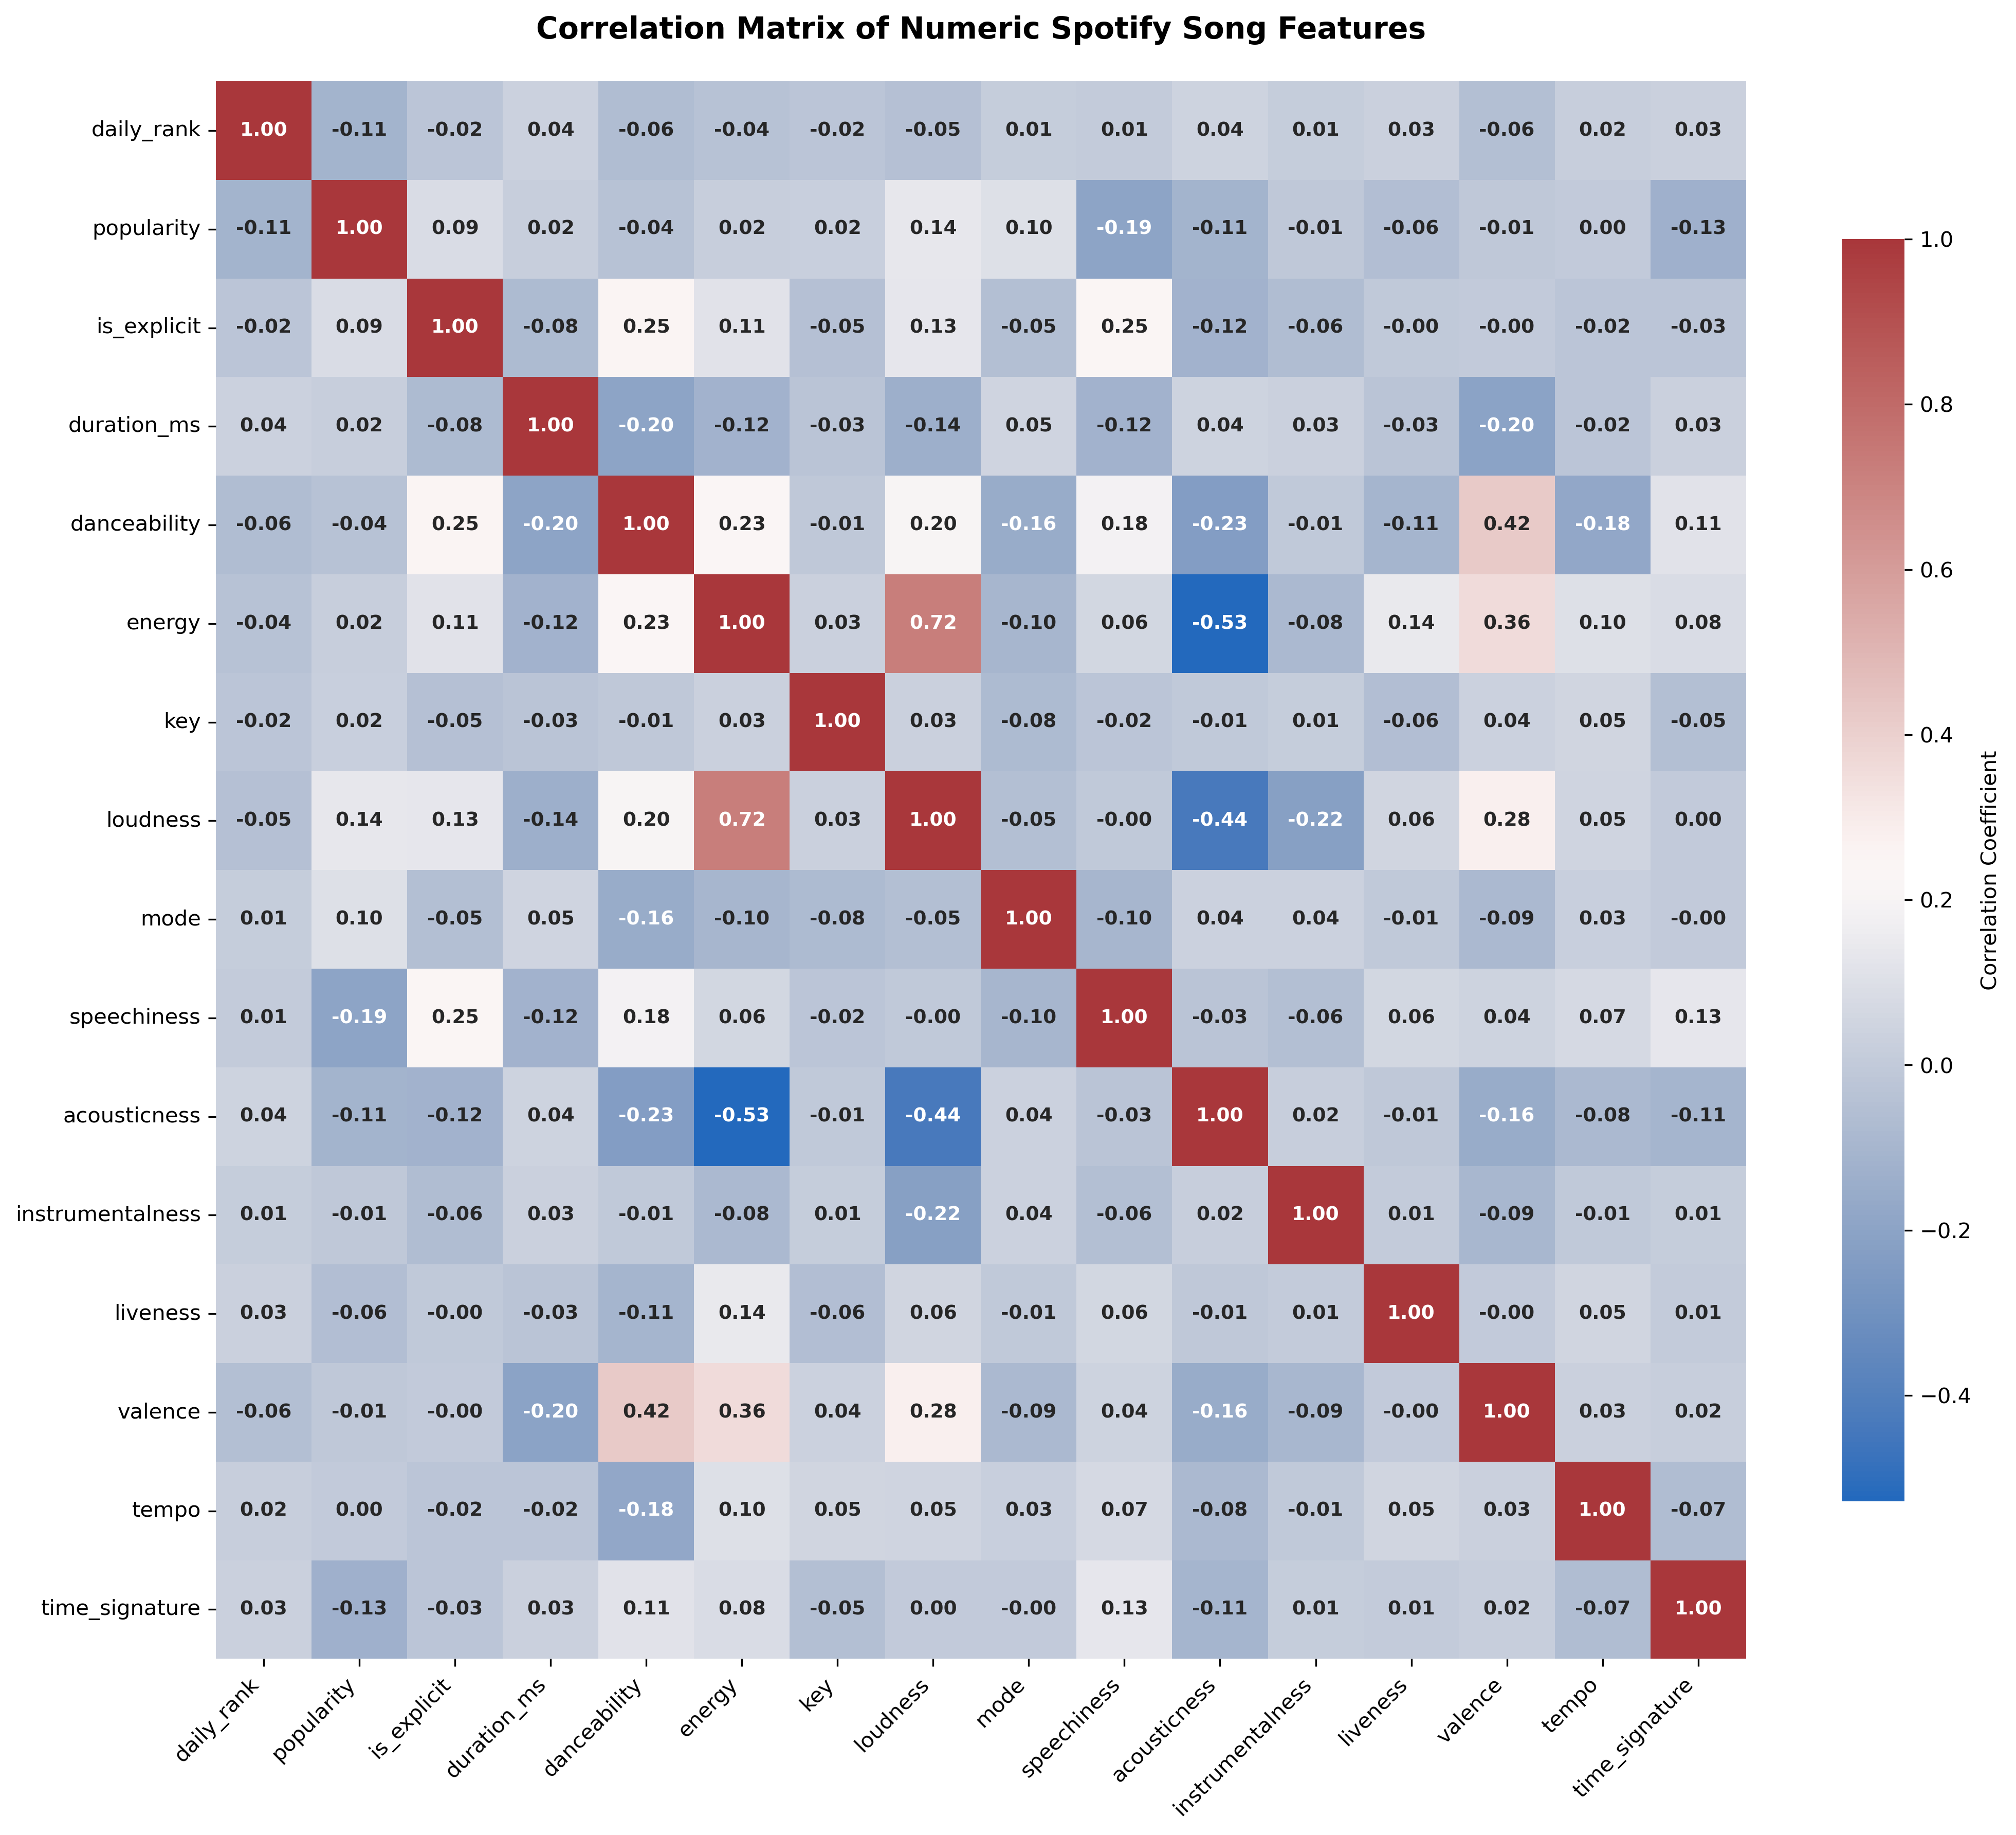 Correlation Matrix of Numeric Spotify Song Features
daily_rank 1.00 -0.11 -0.02 0.04 -0.06 -0.04 -0.02 -0.05 0.01 0.01 0.04 0.01 0.03 -0.06 0.02 0.03
popularity -0.11 1.00 0.09 0.02 -0.04 0.02 0.02 0.14 0.10 -0.19 -0.11 -0.01 -0.06 -0.01 0.00 -0.13
is_explicit -0.02 0.09 1.00 -0.08 0.25 0.11 -0.05 0.13 -0.05 0.25 -0.12 -0.06 -0.00 -0.00 -0.02 -0.03
duration_ms 0.04 0.02 -0.08 1.00 -0.20 -0.12 -0.03 -0.14 0.05 -0.12 0.04 0.03 -0.03 -0.20 -0.02 0.03
danceability -0.06 -0.04 0.25 -0.20 1.00 0.23 -0.01 0.20 -0.16 0.18 -0.23 -0.01 -0.11 0.42 -0.18 0.11
energy -0.04 0.02 0.11 -0.12 0.23 1.00 0.03 0.72 -0.10 0.06 -0.53 -0.08 0.14 0.36 0.10 0.08
key -0.02 0.02 -0.05 -0.03 -0.01 0.03 1.00 0.03 -0.08 -0.02 -0.01 0.01 -0.06 0.04 0.05 -0.05
loudness -0.05 0.14 0.13 -0.14 0.20 0.72 0.03 1.00 -0.05 -0.00 -0.44 -0.22 0.06 0.28 0.05 0.00
mode 0.01 0.10 -0.05 0.05 -0.16 -0.10 -0.08 -0.05 1.00 -0.10 0.04 0.04 -0.01 -0.09 0.03 -0.00
speechiness 0.01 -0.19 0.25 -0.12 0.18 0.06 -0.02 -0.00 -0.10 1.00 -0.03 -0.06 0.06 0.04 0.07 0.13
acousticness 0.04 -0.11 -0.12 0.04 -0.23 -0.53 -0.01 -0.44 0.04 -0.03 1.00 0.02 -0.01 -0.16 -0.08 -0.11
instrumentalness 0.01 -0.01 -0.06 0.03 -0.01 -0.08 0.01 -0.22 0.04 -0.06 0.02 1.00 0.01 -0.09 -0.01 0.01
liveness 0.03 -0.06 -0.00 -0.03 -0.11 0.14 -0.06 0.06 -0.01 0.06 -0.01 0.01 1.00 -0.00 0.05 0.01
valence -0.06 -0.01 -0.00 -0.20 0.42 0.36 0.04 0.28 -0.09 0.04 -0.16 -0.09 -0.00 1.00 0.03 0.02
tempo 0.02 0.00 -0.02 -0.02 -0.18 0.10 0.05 0.05 0.03 0.07 -0.08 -0.01 0.05 0.03 1.00 -0.07
time_signature 0.03 -0.13 -0.03 0.03 0.11 0.08 -0.05 0.00 -0.00 0.13 -0.11 0.01 0.01 0.02 -0.07 1.00
daily_rank popularity is_explicit duration_ms danceability energy key loudness mode speechiness acousticness instrumentalness liveness valence tempo time_signature
1.0
0.8
0.6
0.4
0.2
0.0
−0.2
−0.4
Correlation Coefficient